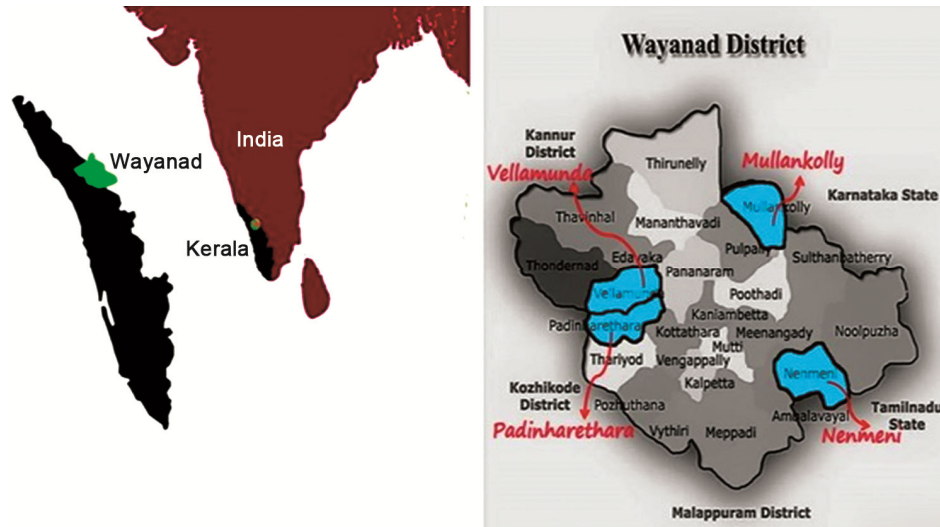 India
Wayanad
Kerala
Wayanad District
Kannur
District
Vellamunda
Mullankolly
Karnataka State
Thirunelly
Mullankolly
Thavinhal
Mananthavadi
Pulpally
Sulthanbatherry
Edavaka
Thondernad
Pananaram
Vellamunda
Poothadi
Kaniambetta
Padinharethara
Kottathara
Meenangady
Noolpuzha
Mutti
Thariyod
Vengappally
Nenmeni
Kalpetta
Kozhikode
District
Pozhuthana
Ambalavayal
Tamilnadu
State
Padinharethara
Vythiri
Meppadi
Nenmeni
Malappuram District